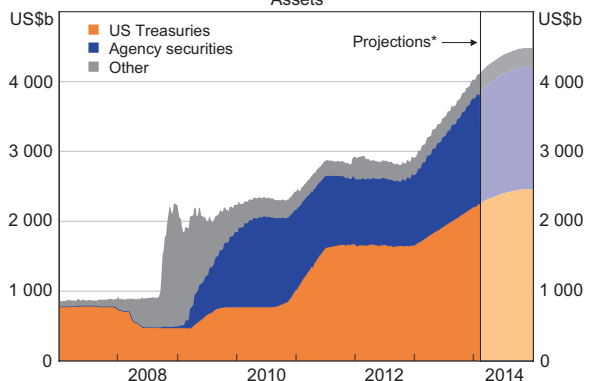 Assets
US$b US$b
US Treasuries
Agency securities
Other
Projections*
4 000 4 000
3 000 3 000
2 000 2 000
1 000 1 000
0 0
2008 2010 2012 2014